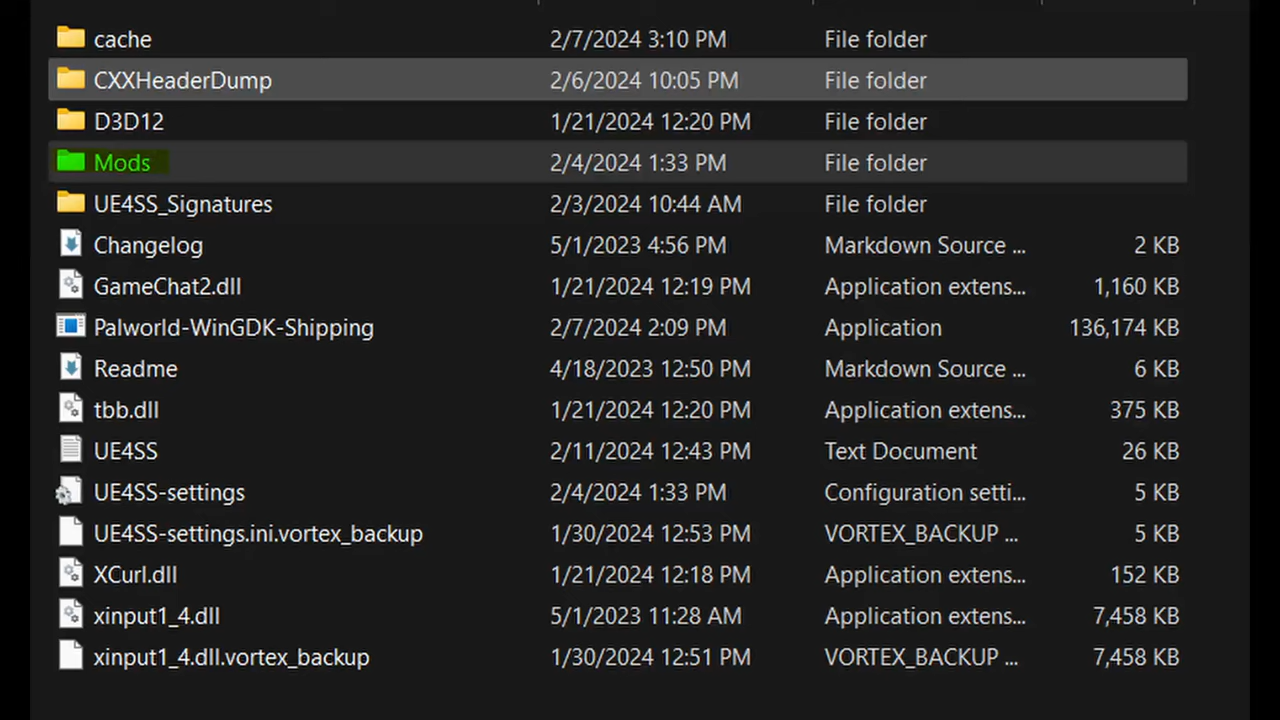 cache 2/7/2024 3:10 PM File folder
CXXHeaderDump 2/6/2024 10:05 PM File folder
D3D12 1/21/2024 12:20 PM File folder
Mods 2/4/2024 1:33 PM File folder
UE4SS_Signatures 2/3/2024 10:44 AM File folder
Changelog 5/1/2023 4:56 PM Markdown Source ... 2 KB
GameChat2.dll 1/21/2024 12:19 PM Application extens... 1,160 KB
Palworld-WinGDK-Shipping 2/7/2024 2:09 PM Application 136,174 KB
Readme 4/18/2023 12:50 PM Markdown Source ... 6 KB
tbb.dll 1/21/2024 12:20 PM Application extens... 375 KB
UE4SS 2/11/2024 12:43 PM Text Document 26 KB
UE4SS-settings 2/4/2024 1:33 PM Configuration setti... 5 KB
UE4SS-settings.ini.vortex_backup 1/30/2024 12:53 PM VORTEX_BACKUP ... 5 KB
XCurl.dll 1/21/2024 12:18 PM Application extens... 152 KB
xinput1_4.dll 5/1/2023 11:28 AM Application extens... 7,458 KB
xinput1_4.dll.vortex_backup 1/30/2024 12:51 PM VORTEX_BACKUP ... 7,458 KB